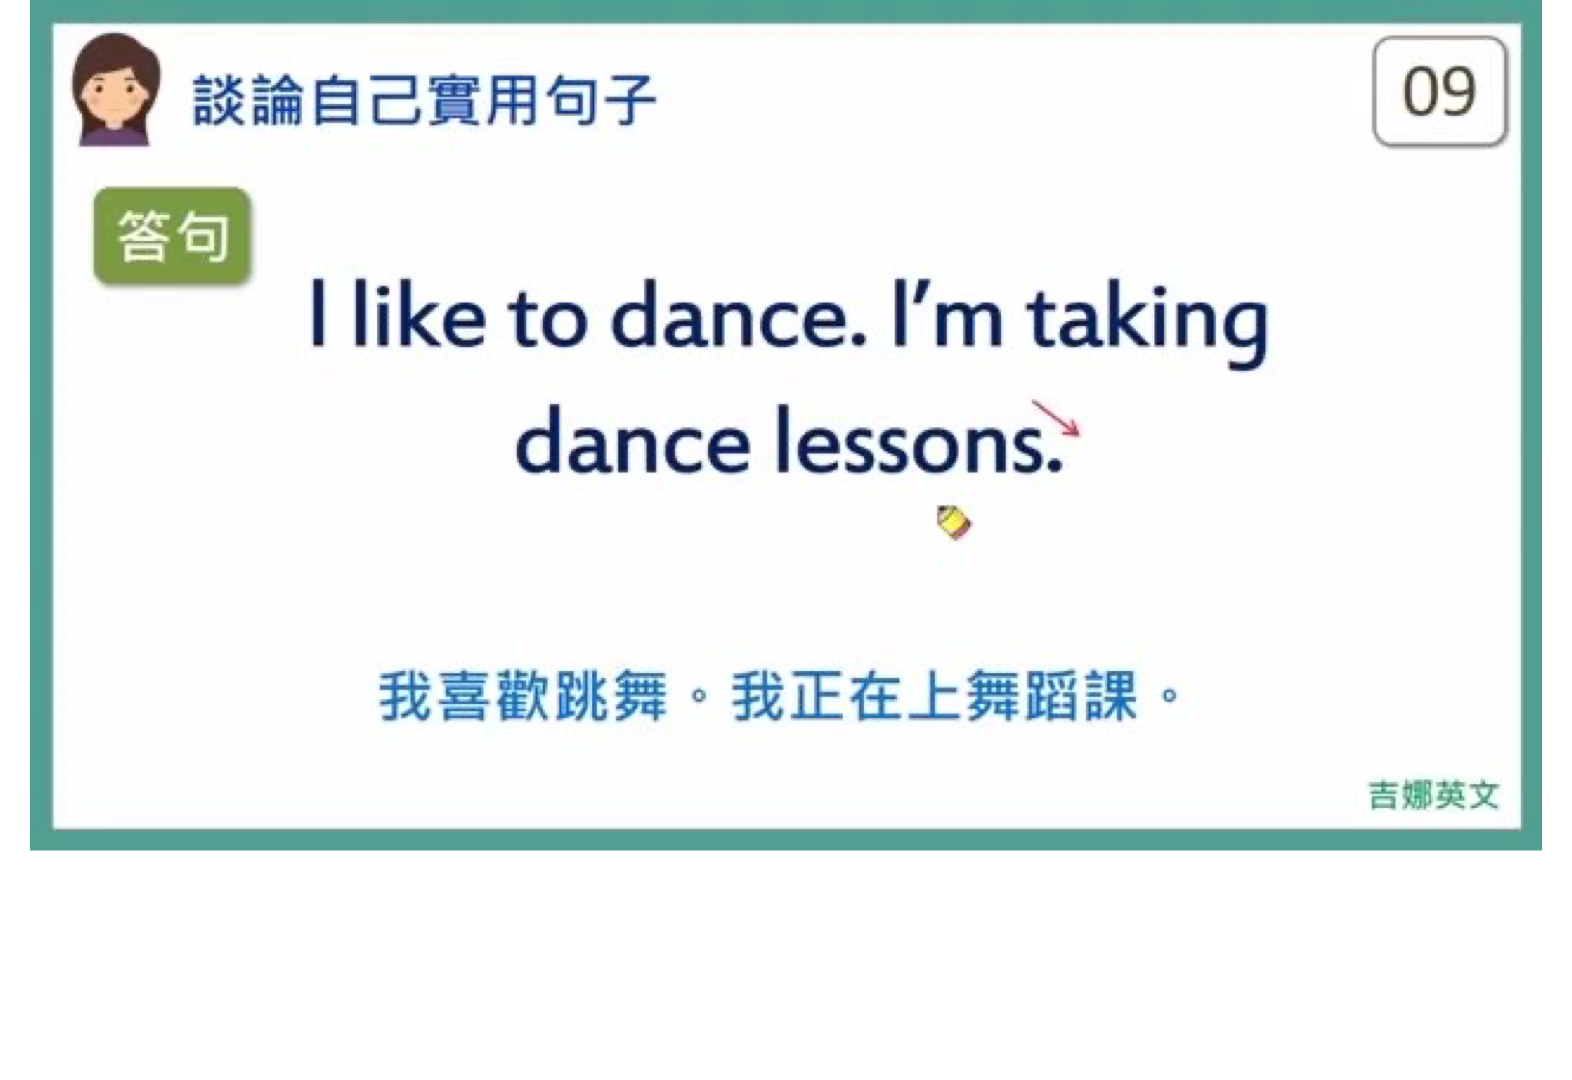 談論自己實用句子
09
答句
I like to dance. I'm taking
dance lessons.
我喜歡跳舞。我正在上舞蹈課。
吉娜英文